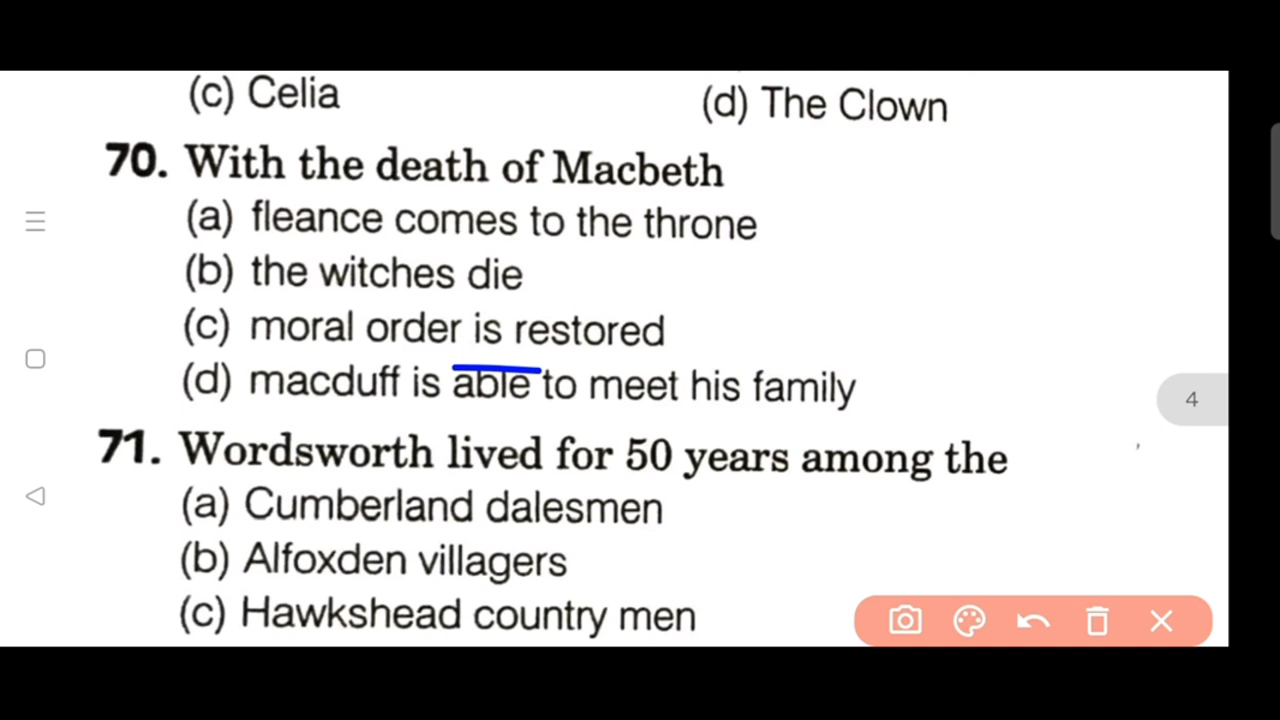 (c) Celia (d) The Clown
70. With the death of Macbeth
(a) fleance comes to the throne
(b) the witches die
(c) moral order is restored
(d) macduff is able to meet his family
4
71. Wordsworth lived for 50 years among the
(a) Cumberland dalesmen
(b) Alfoxden villagers
(c) Hawkshead country men